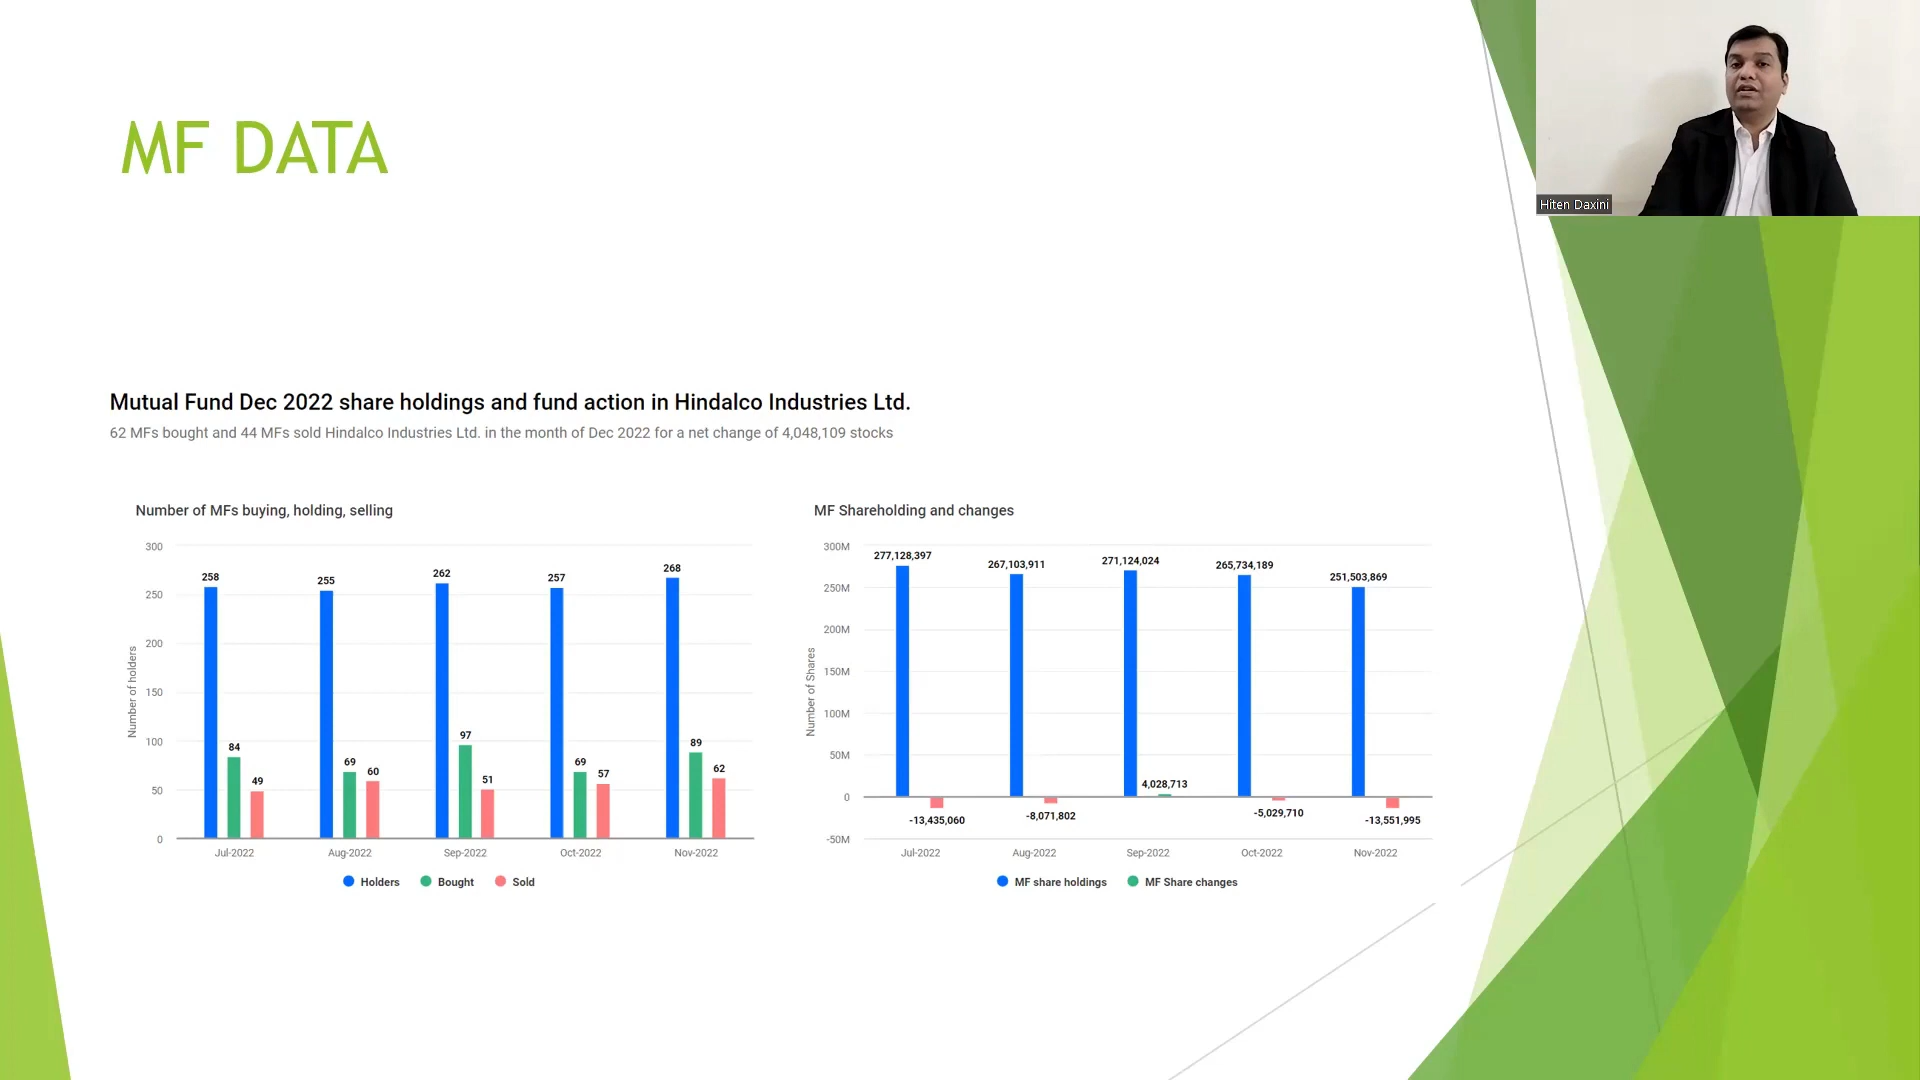 MF DATA
Hiten Daxini
Mutual Fund Dec 2022 share holdings and fund action in Hindalco Industries Ltd.
62 MFs bought and 44 MFs sold Hindalco Industries Ltd. in the month of Dec 2022 for a net change of 4,048,109 stocks
Number of MFs buying, holding, selling
Number of holders
300
250
200
150
100
50
0
258
84
49
255
69
60
262
97
51
257
69
57
268
89
62
Jul-2022 Aug-2022 Sep-2022 Oct-2022 Nov-2022
Holders Bought Sold
MF Shareholding and changes
Number of Shares
300M
250M
200M
150M
100M
50M
0
-50M
277,128,397
-13,435,060
267,103,911
-8,071,802
271,124,024
4,028,713
265,734,189
-5,029,710
251,503,869
-13,551,995
Jul-2022 Aug-2022 Sep-2022 Oct-2022 Nov-2022
MF share holdings MF Share changes